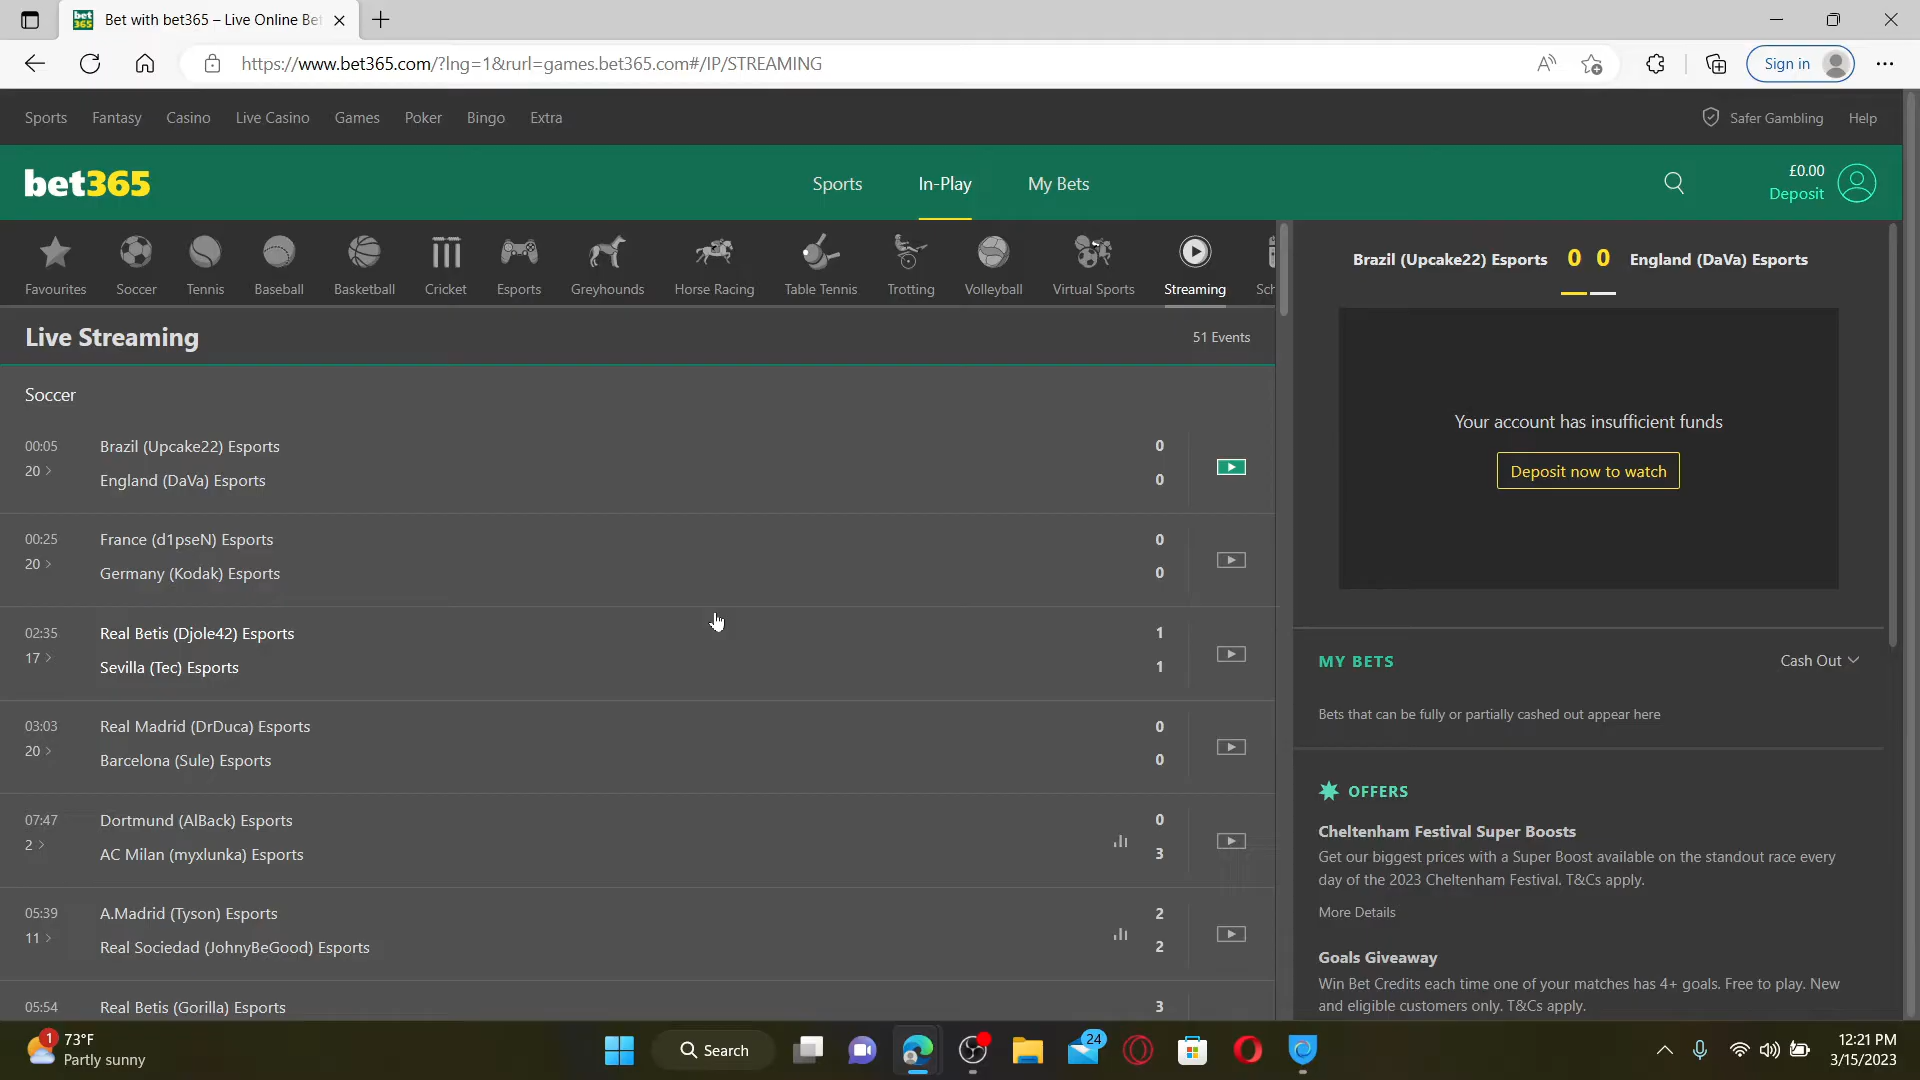 Bet with bet365 – Live Online Bet
https://www.bet365.com/?lng=1&rurl=games.bet365.com#/IP/STREAMING
Sign in
Sports Fantasy Casino Live Casino Games Poker Bingo Extra
Safer Gambling Help
bet365
Sports In-Play My Bets
£0.00
Deposit
Favourites Soccer Tennis Baseball Basketball Cricket Esports Greyhounds Horse Racing Table Tennis Trotting Volleyball Virtual Sports Streaming Sch
Live Streaming 51 Events
Soccer
00:05 Brazil (Upcake22) Esports 0
20 >
England (DaVa) Esports 0
00:25 France (d1pseN) Esports 0
20 >
Germany (Kodak) Esports 0
02:35 Real Betis (Djole42) Esports 1
17 >
Sevilla (Tec) Esports 1
03:03 Real Madrid (DrDuca) Esports 0
20 >
Barcelona (Sule) Esports 0
07:47 Dortmund (AlBack) Esports 0
2 >
AC Milan (myxlunka) Esports 3
05:39 A.Madrid (Tyson) Esports 2
11 >
Real Sociedad (JohnyBeGood) Esports 2
05:54 Real Betis (Gorilla) Esports 3
Brazil (Upcake22) Esports 0 0 England (DaVa) Esports
Your account has insufficient funds
Deposit now to watch
MY BETS Cash Out
Bets that can be fully or partially cashed out appear here
OFFERS
Cheltenham Festival Super Boosts
Get our biggest prices with a Super Boost available on the standout race every
day of the 2023 Cheltenham Festival. T&Cs apply.
More Details
Goals Giveaway
Win Bet Credits each time one of your matches has 4+ goals. Free to play. New
and eligible customers only. T&Cs apply.
1
73°F
Partly sunny
Search
24
12:21 PM
3/15/2023